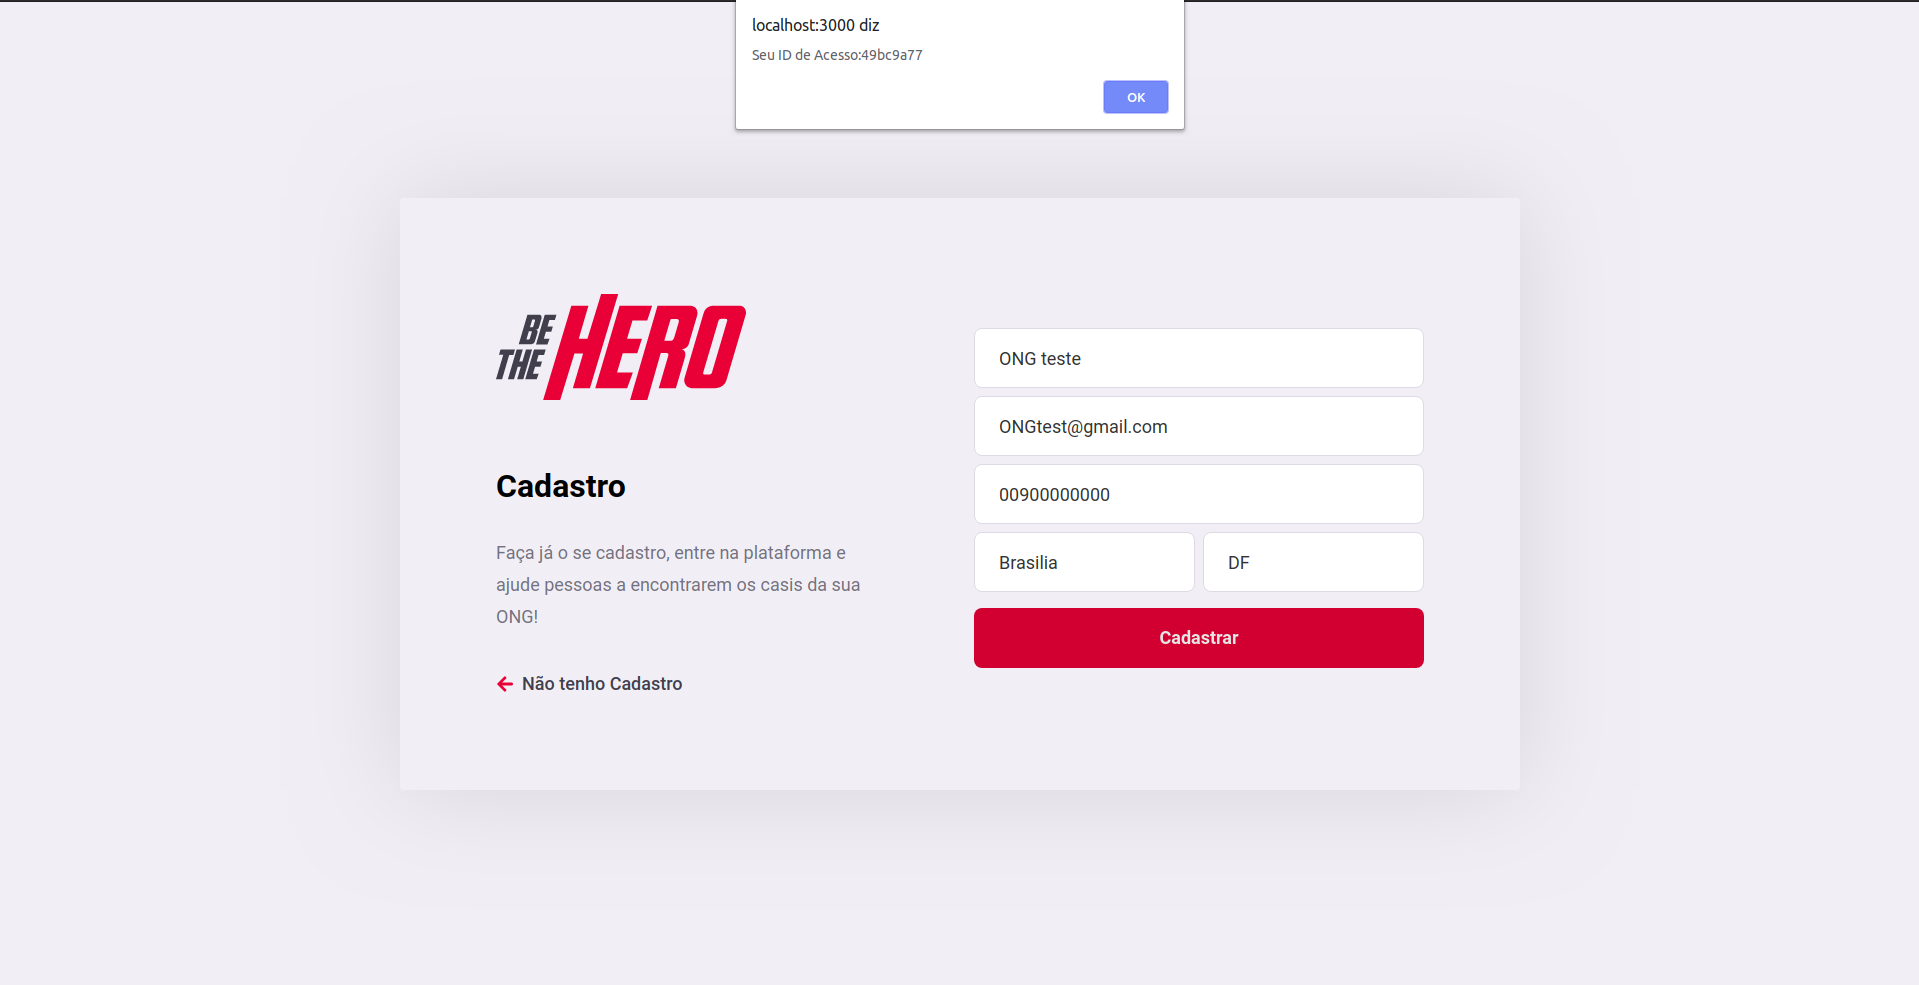 localhost:3000 diz
Seu ID de Acesso:49bc9a77
OK
BE
THE
HERO
Cadastro
Faça já o se cadastro, entre na plataforma e
ajude pessoas a encontrarem os casis da sua
ONG!
Não tenho Cadastro
ONG teste
ONGtest@gmail.com
00900000000
Brasilia
DF
Cadastrar